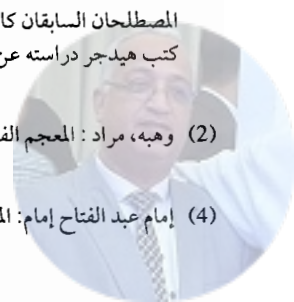 المصطلحان السابقان كا
كتب هيدجر دراسته عن
(2) وهبه، مراد : المعجم الف
(4) إمام عبد الفتاح إمام: الم